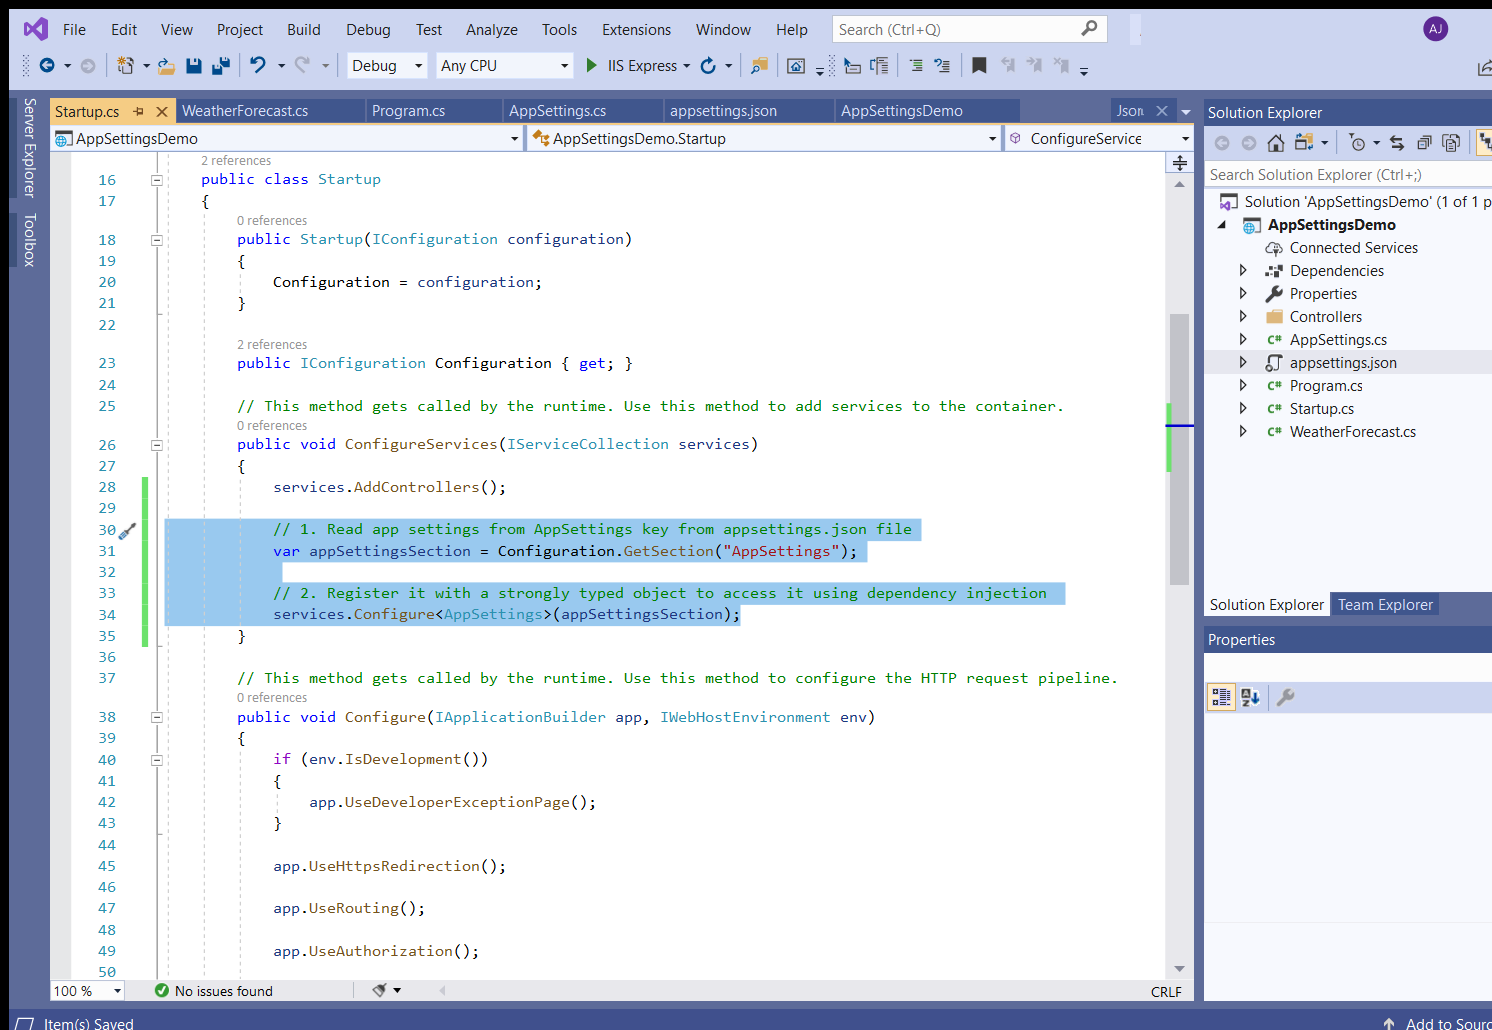 File Edit View Project Build Debug Test Analyze Tools Extensions Window Help Search (Ctrl+Q) AJ
Debug Any CPU IIS Express
Server Explorer
Toolbox
Startup.cs WeatherForecast.cs Program.cs AppSettings.cs appsettings.json AppSettingsDemo Json
AppSettingsDemo AppSettingsDemo.Startup ConfigureService
2 references
16 public class Startup
17 {
0 references
18 public Startup(IConfiguration configuration)
19 {
20 Configuration = configuration;
21 }
22
2 references
23 public IConfiguration Configuration { get; }
24
25 // This method gets called by the runtime. Use this method to add services to the container.
0 references
26 public void ConfigureServices(IServiceCollection services)
27 {
28 services.AddControllers();
29
30 // 1. Read app settings from AppSettings key from appsettings.json file
31 var appSettingsSection = Configuration.GetSection("AppSettings");
32
33 // 2. Register it with a strongly typed object to access it using dependency injection
34 services.Configure<AppSettings>(appSettingsSection);
35 }
36
37 // This method gets called by the runtime. Use this method to configure the HTTP request pipeline.
0 references
38 public void Configure(IApplicationBuilder app, IWebHostEnvironment env)
39 {
40 if (env.IsDevelopment())
41 {
42 app.UseDeveloperExceptionPage();
43 }
44
45 app.UseHttpsRedirection();
46
47 app.UseRouting();
48
49 app.UseAuthorization();
50
100 % No issues found CRLF
Solution Explorer
Search Solution Explorer (Ctrl+;)
Solution 'AppSettingsDemo' (1 of 1 p
AppSettingsDemo
Connected Services
Dependencies
Properties
Controllers
C# AppSettings.cs
appsettings.json
C# Program.cs
C# Startup.cs
C# WeatherForecast.cs
Solution Explorer Team Explorer
Properties
Item(s) Saved Add to Sourc